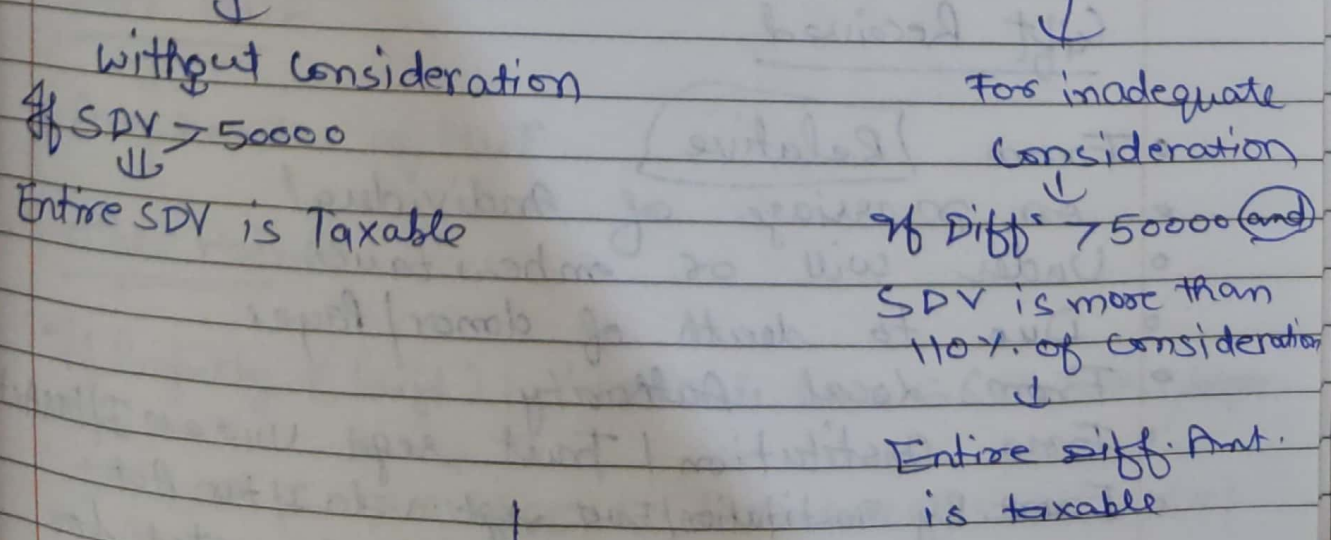 without consideration
If SDV > 50000
Entire SDV is Taxable
For inadequate
consideration
If Diff > 50000 and
SDV is more than
110% of consideration
Entire Diff. Amt.
is taxable